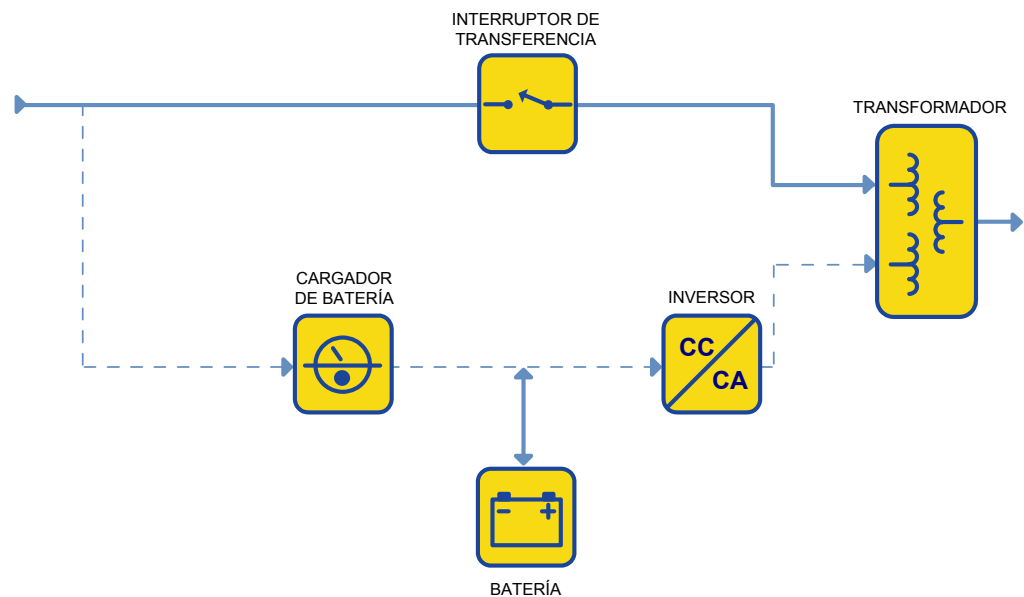 INTERRUPTOR DE
TRANSFERENCIA
TRANSFORMADOR
CARGADOR
DE BATERÍA
INVERSOR
CC
CA
BATERÍA